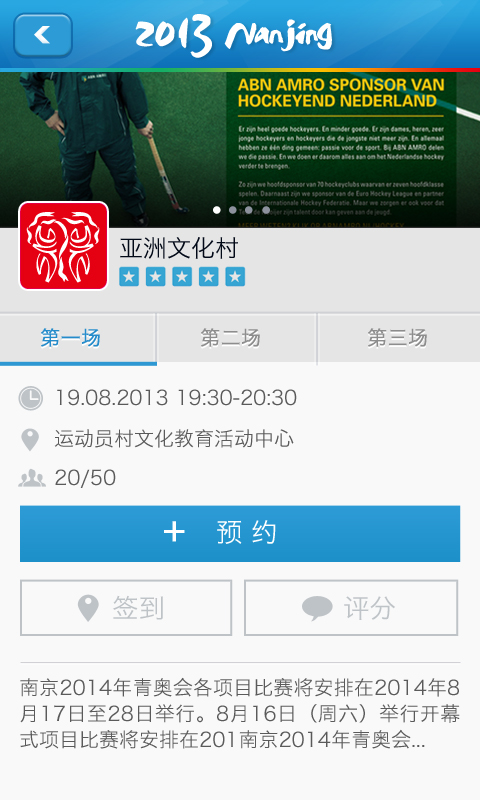 2013 Nanjing
ABN AMRO SPONSOR VAN
HOCKEYEND NEDERLAND
Er zijn heel goede hockeyers. En minder goede. Er zijn dames, heren, zeer
jonge hockeyers en hockeyers die de jongste niet meer zijn. En allemaal
hebben ze één ding gemeen: passie voor de sport. Bij ABN AMRO delen
we die passie. En we doen er daarom alles aan om het Nederlandse hockey
verder te brengen.
Zo zijn we hoofdsponsor van 70 hockeyclubs waarvan er zeven hoofdklasse
spelen. Daarnaast zijn we sponsor van de Euro Hockey League en partner
van de Internationale Hockey Federatie. Maar we zorgen er ook voor dat
talent door kan geven aan de jeugd.
亚洲文化村
第一场
第二场
第三场
19.08.2013 19:30-20:30
运动员村文化教育活动中心
20/50
+ 预约
签到
评分
南京2014年青奥会各项目比赛将安排在2014年8
月17日至28日举行。8月16日（周六）举行开幕
式项目比赛将安排在201南京2014年青奥会...